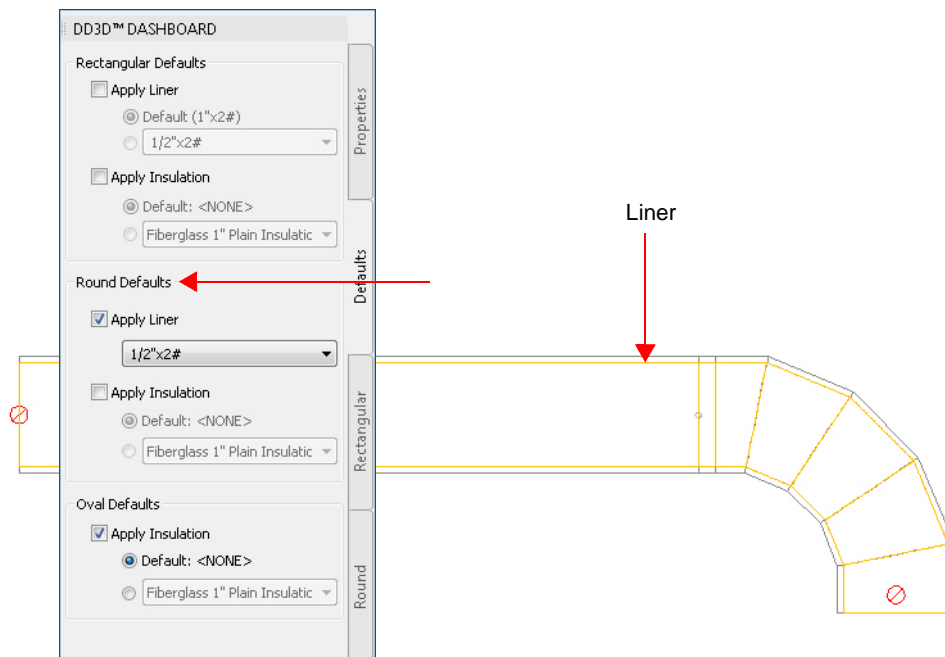 DD3D™ DASHBOARD
Rectangular Defaults
Apply Liner
Default (1"x2#)
1/2"x2#
Apply Insulation
Default: <NONE>
Fiberglass 1" Plain Insulatic
Round Defaults
Apply Liner
1/2"x2#
Apply Insulation
Default: <NONE>
Fiberglass 1" Plain Insulatic
Oval Defaults
Apply Insulation
Default: <NONE>
Fiberglass 1" Plain Insulatic
Properties
Defaults
Rectangular
Round
Liner